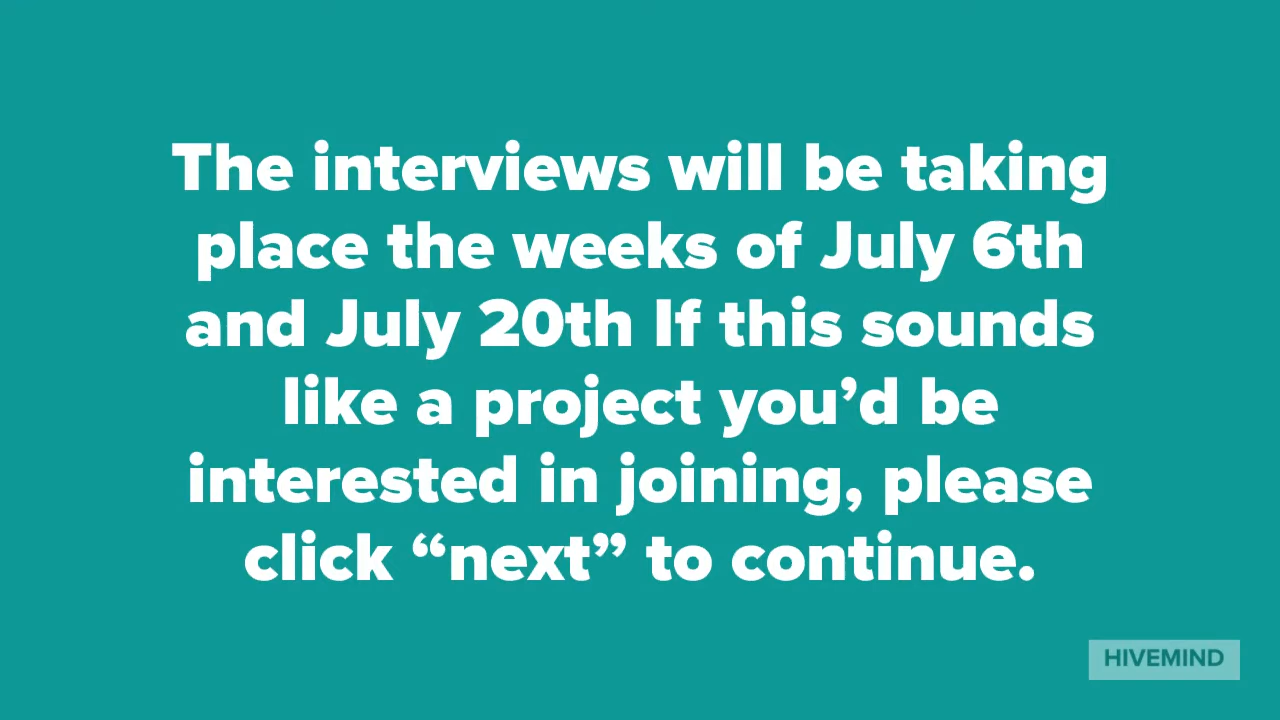 The interviews will be taking
place the weeks of July 6th
and July 20th If this sounds
like a project you’d be
interested in joining, please
click “next” to continue.
HIVEMIND